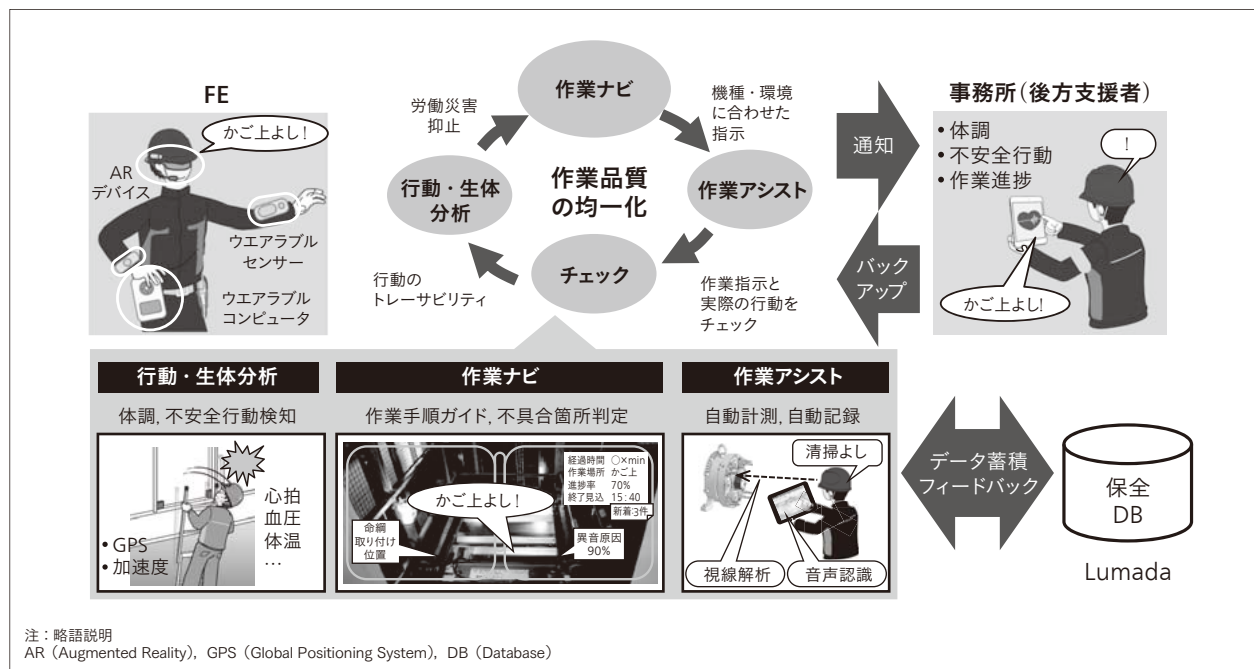 FE
かご上よし!
AR
デバイス
ウエアラブル
センサー
ウエアラブル
コンピュータ
作業ナビ
労働災害
抑止
機種・環境
に合わせた
指示
行動・生体
分析
作業品質
の均一化
作業アシスト
チェック
行動の
トレーサビリティ
作業指示と
実際の行動を
チェック
通知
バック
アップ
事務所(後方支援者)
• 体調
• 不安全行動
• 作業進捗
!
かご上よし!
行動・生体分析
体調, 不安全行動検知
心拍
血圧
体温
…
• GPS
• 加速度
作業ナビ
作業手順ガイド, 不具合箇所判定
経過時間 ○×min
作業場所 かご上
進捗率 70%
終了見込 15:40
新着:3件
かご上よし!
命綱
取り付け
位置
異音原因
90%
作業アシスト
自動計測, 自動記録
清掃よし
視線解析
音声認識
データ蓄積
フィードバック
保全
DB
Lumada
注:略語説明
AR(Augmented Reality), GPS(Global Positioning System), DB(Database)